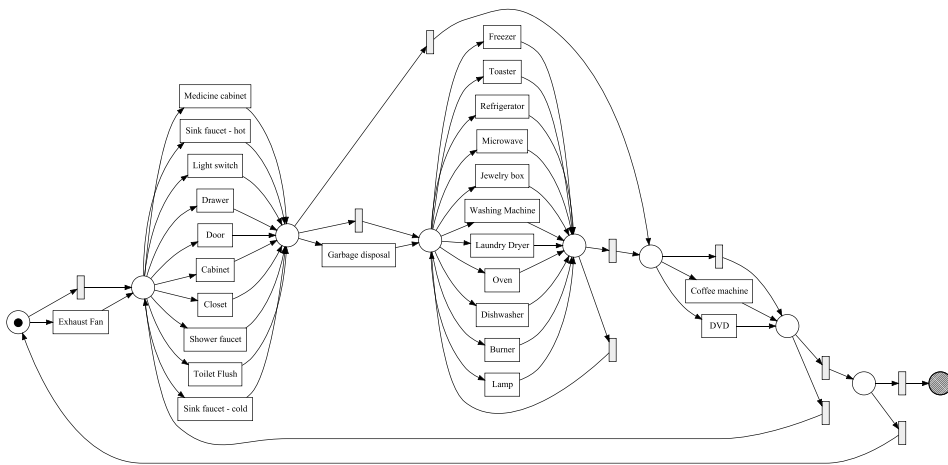 Medicine cabinet
Sink faucet - hot
Light switch
Drawer
Door
Cabinet
Closet
Shower faucet
Toilet Flush
Sink faucet - cold
Exhaust Fan
Garbage disposal
Freezer
Toaster
Refrigerator
Microwave
Jewelry box
Washing Machine
Laundry Dryer
Oven
Dishwasher
Burner
Lamp
Coffee machine
DVD